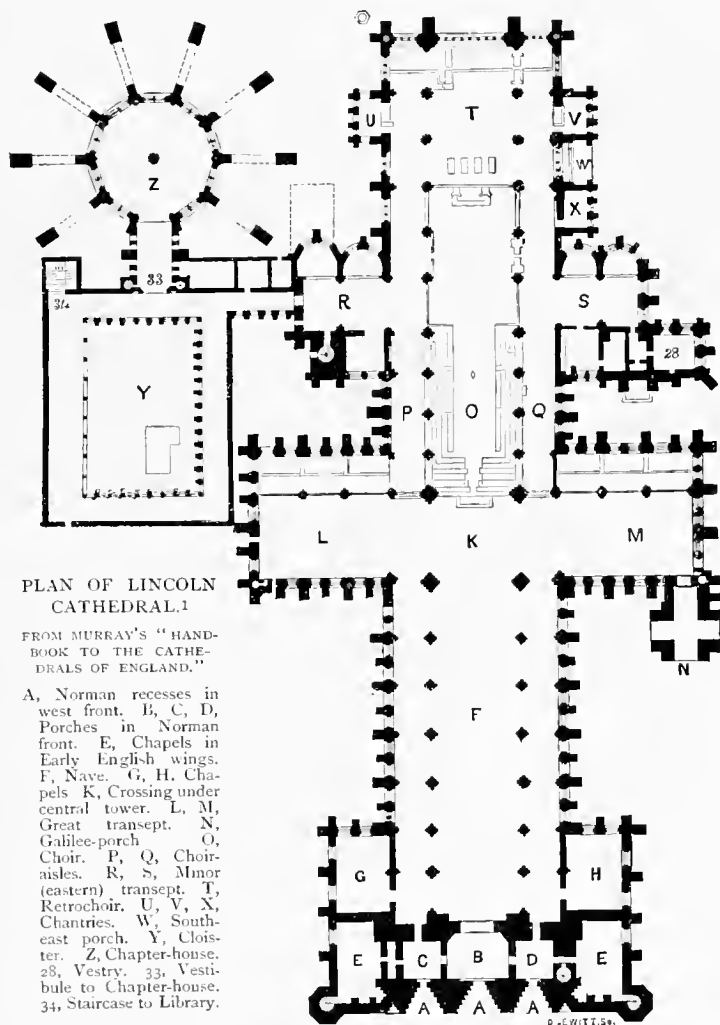 U
T
V
W
X
Z
33
34
R
S
28
Y
P
O
Q
L
K
M
N
F
G
H
E
C
B
D
E
A
A
A
PLAN OF LINCOLN
CATHEDRAL.1
FROM MURRAY'S "HAND-
BOOK TO THE CATHE-
DRALS OF ENGLAND."
A, Norman recesses in
west front. B, C, D,
Porches in Norman
front. E, Chapels in
Early English wings.
F, Nave. G, H. Cha-
pels K, Crossing under
central tower. L, M,
Great transept. N,
Galilee-porch O,
Choir. P, Q, Choir-
aisles. R, S, Minor
(eastern) transept. T,
Retrochoir. U, V, X,
Chantries. W, South-
east porch. Y, Clois-
ter. Z, Chapter-house.
28, Vestry. 33, Vesti-
bule to Chapter-house.
34, Staircase to Library.